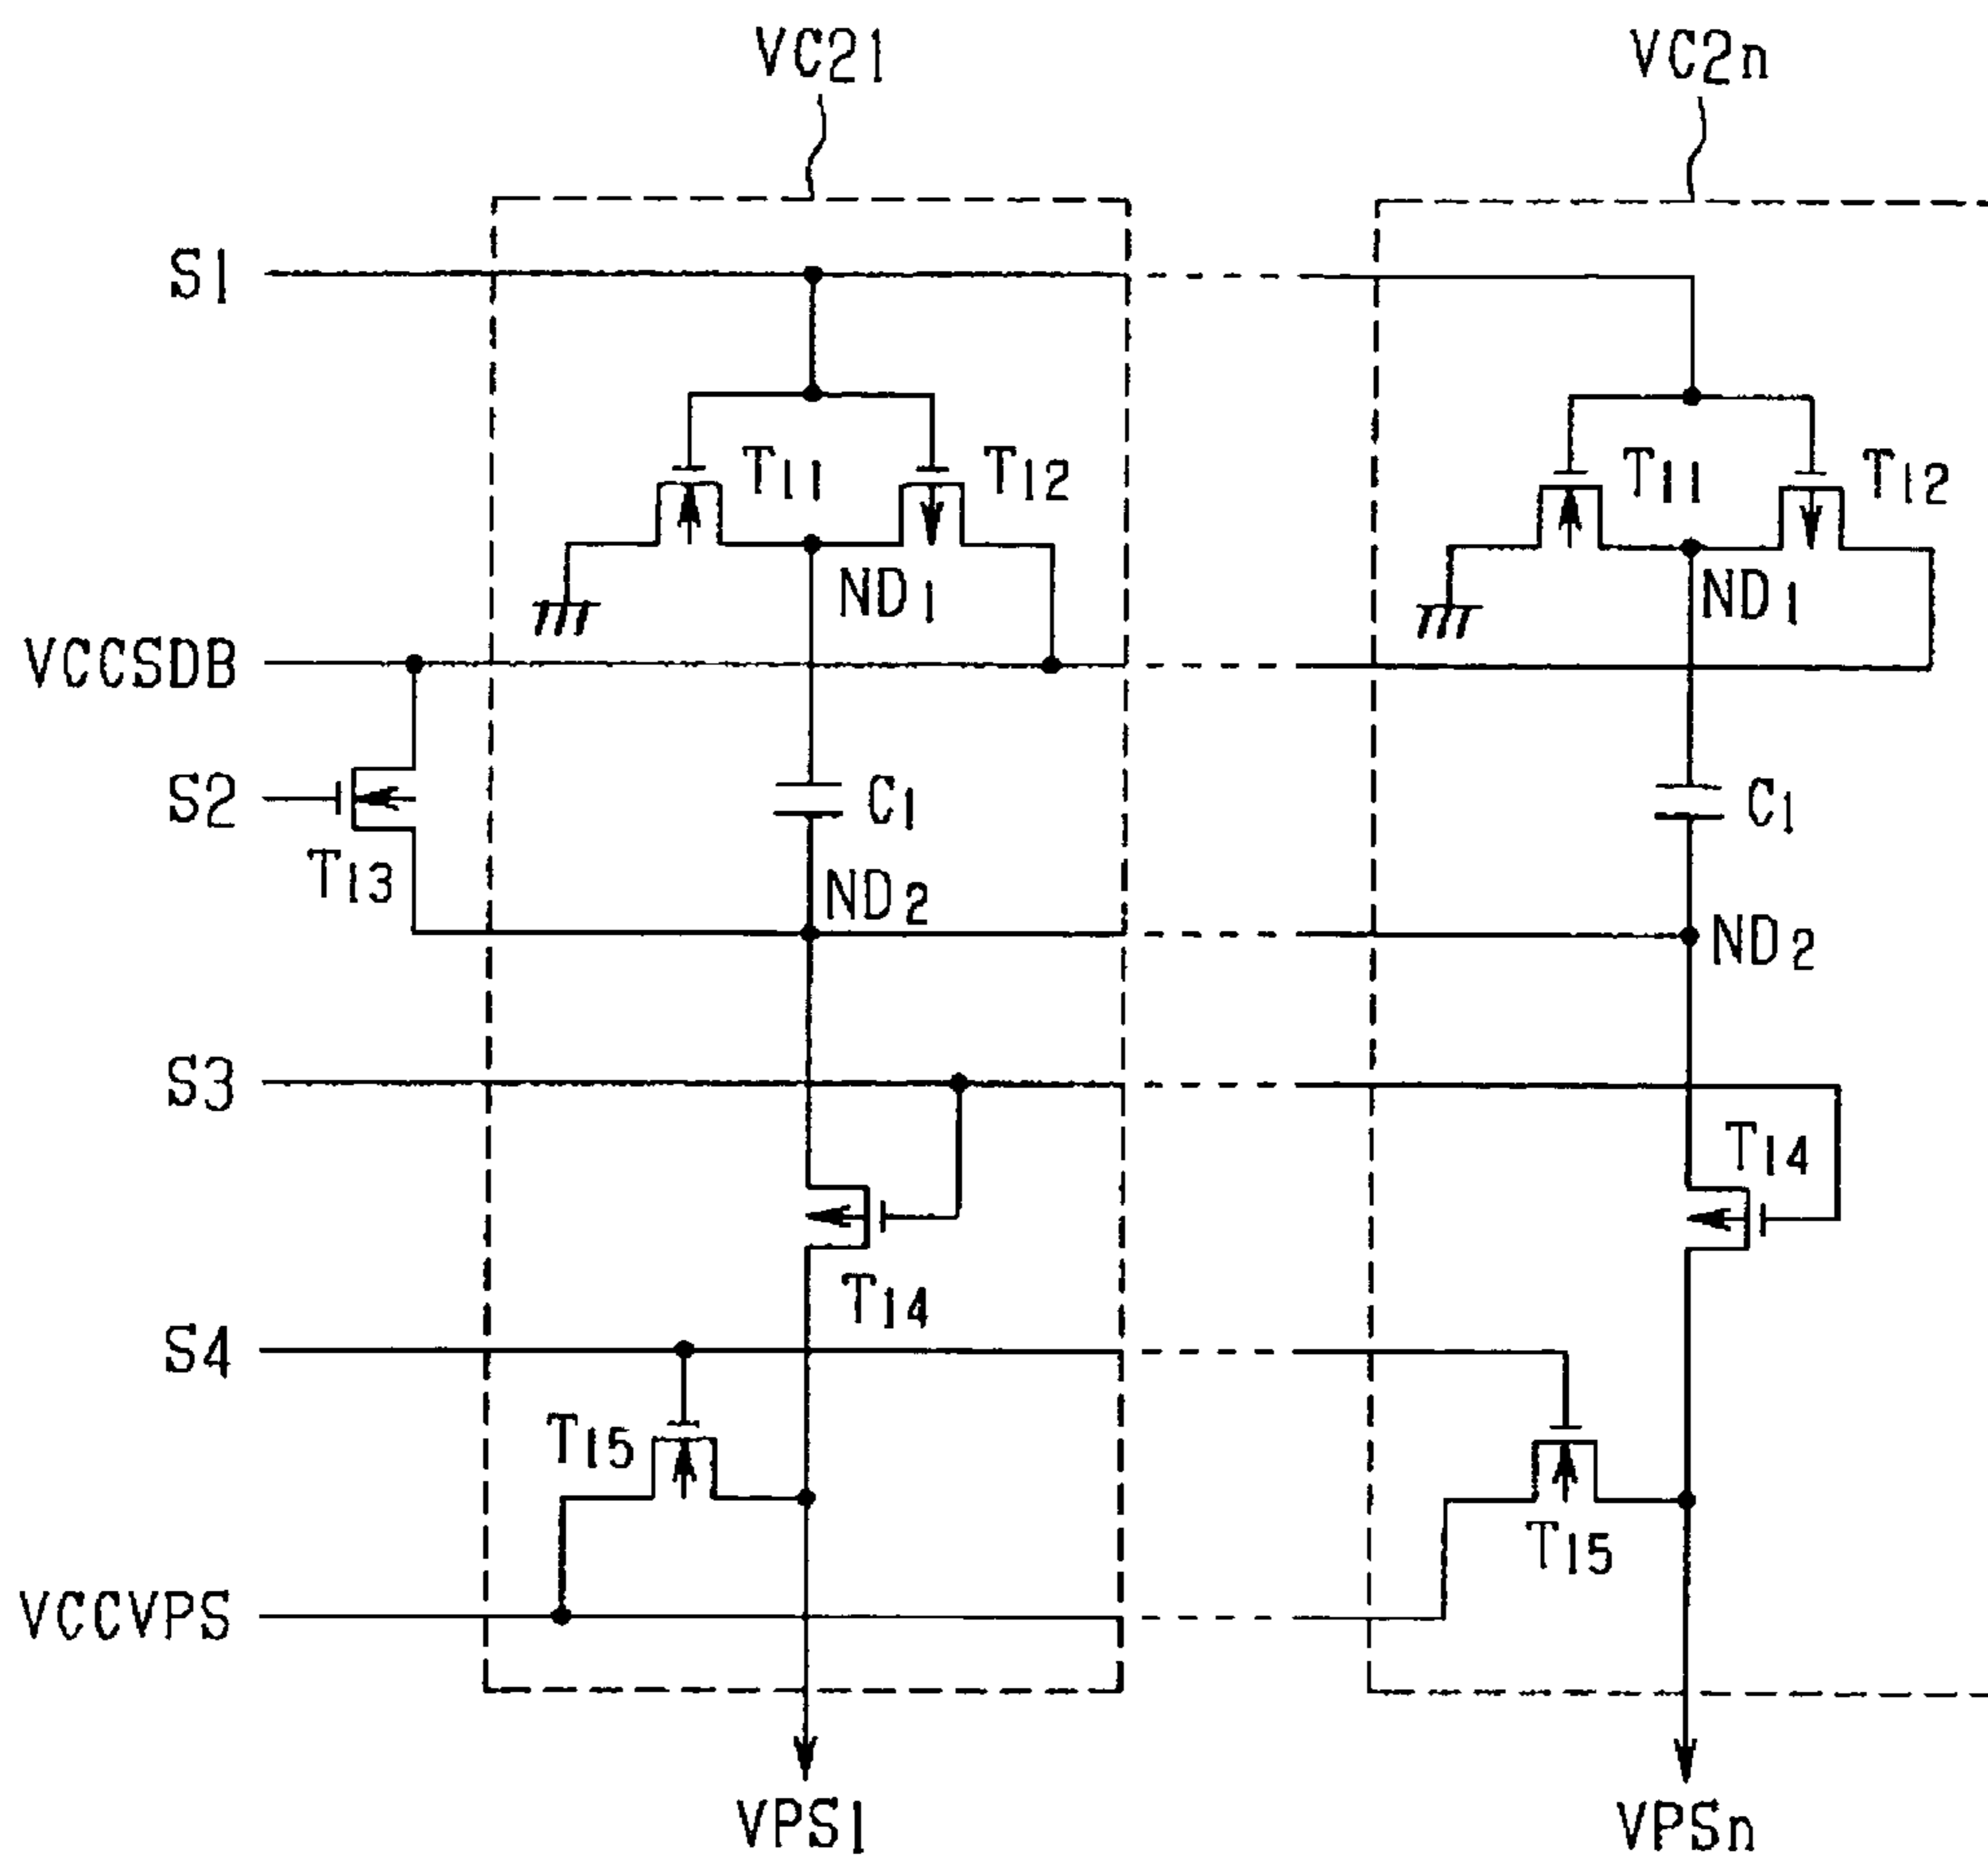 VC21
VC2n
S1
T11
T12
T11
T12
ND1
ND1
VCCSDB
S2
C1
C1
T13
ND2
ND2
S3
T14
T14
S4
T15
T15
VCCVPS
VPS1
VPSn